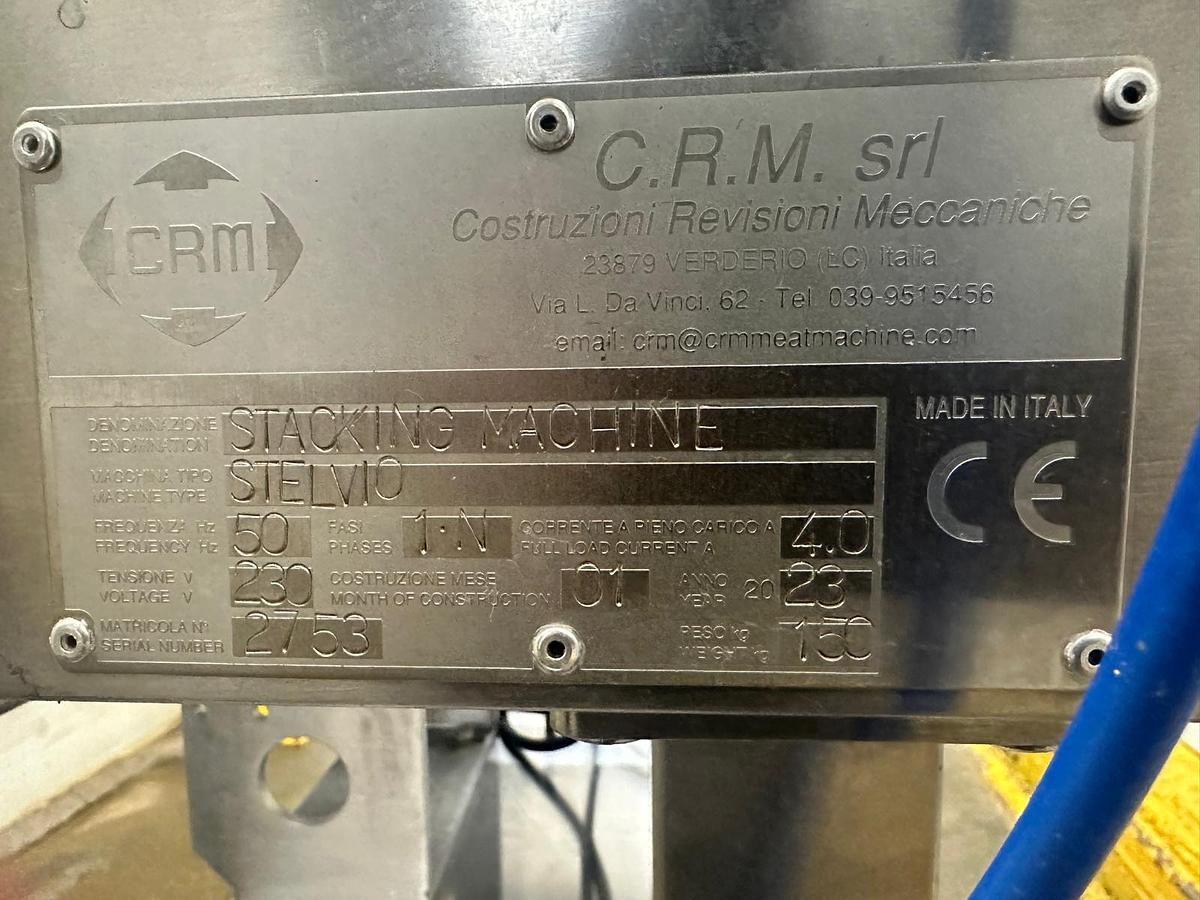 CRM
C.R.M. srl
Costruzioni Revisioni Meccaniche
23879 VERDERIO (LC) Italia
Via L. Da Vinci, 62 - Tel. 039-9515456
email: crm@crmmeatmachine.com
MADE IN ITALY
CE
DENOMINAZIONE
DENOMINATION
STACKING MACHINE
MACCHINA TIPO
MACHINE TYPE
STELVIO
FREQUENZA Hz
FREQUENCY Hz
50
FASI
PHASES
1·N
CORRENTE A PIENO CARICO A
FULL LOAD CURRENT A
4.0
TENSIONE V
VOLTAGE V
230
COSTRUZIONE MESE
MONTH OF CONSTRUCTION
01
ANNO
YEAR
20 23
MATRICOLA N°
SERIAL NUMBER
2753
PESO kg
WEIGHT kg
150